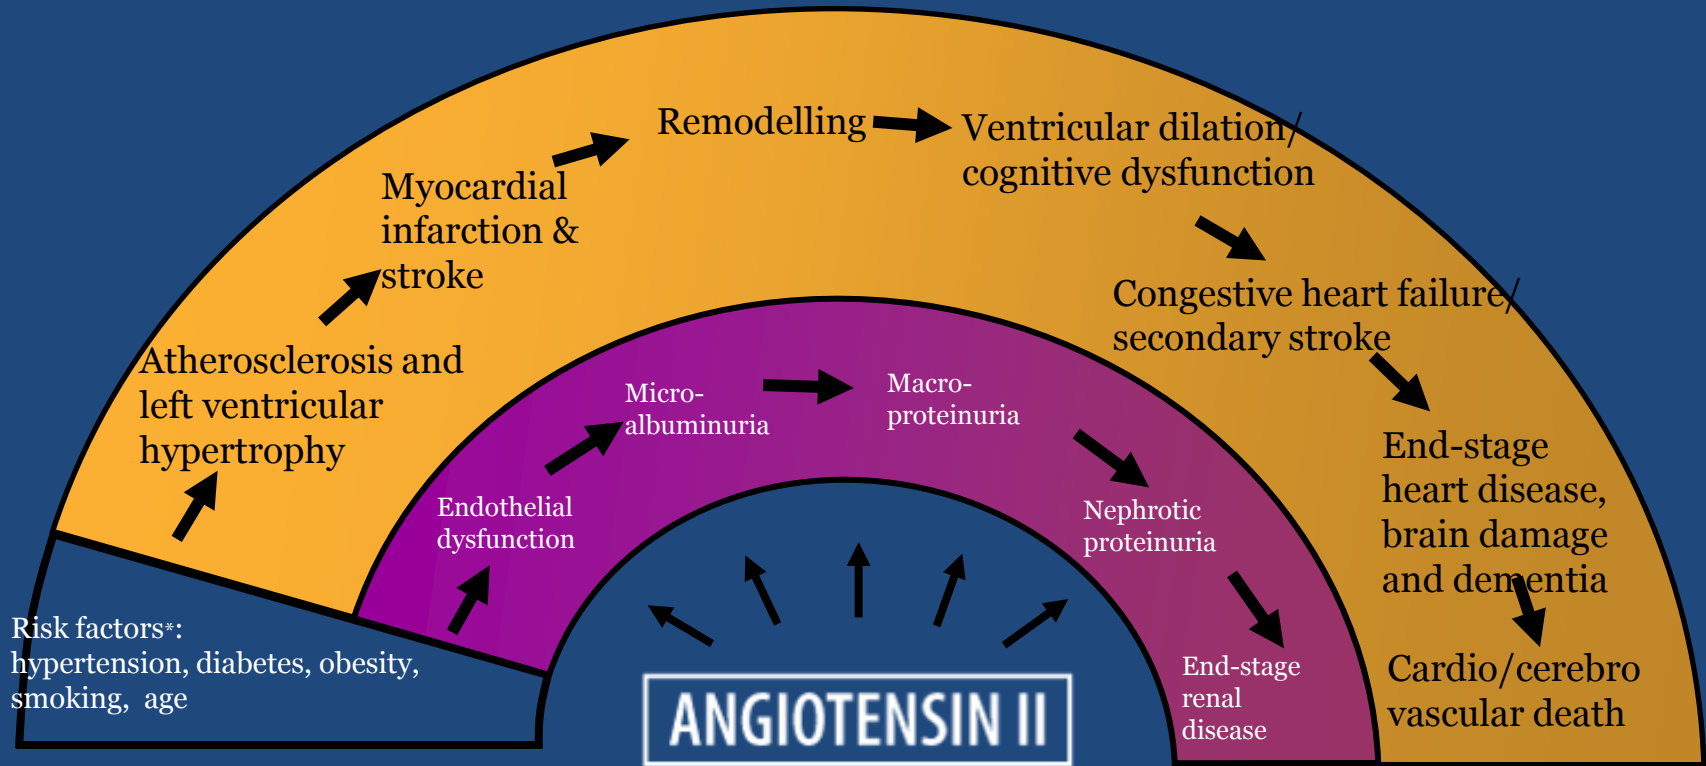 Remodelling
Ventricular dilation/
cognitive dysfunction
Myocardial
infarction &
stroke
Congestive heart failure/
secondary stroke
Atherosclerosis and
left ventricular
hypertrophy
Micro-
albuminuria
Macro-
proteinuria
End-stage
heart disease,
brain damage
and dementia
Endothelial
dysfunction
Nephrotic
proteinuria
Risk factors*:
hypertension, diabetes, obesity,
smoking, age
End-stage
renal
disease
Cardio/cerebro
vascular death
ANGIOTENSIN II